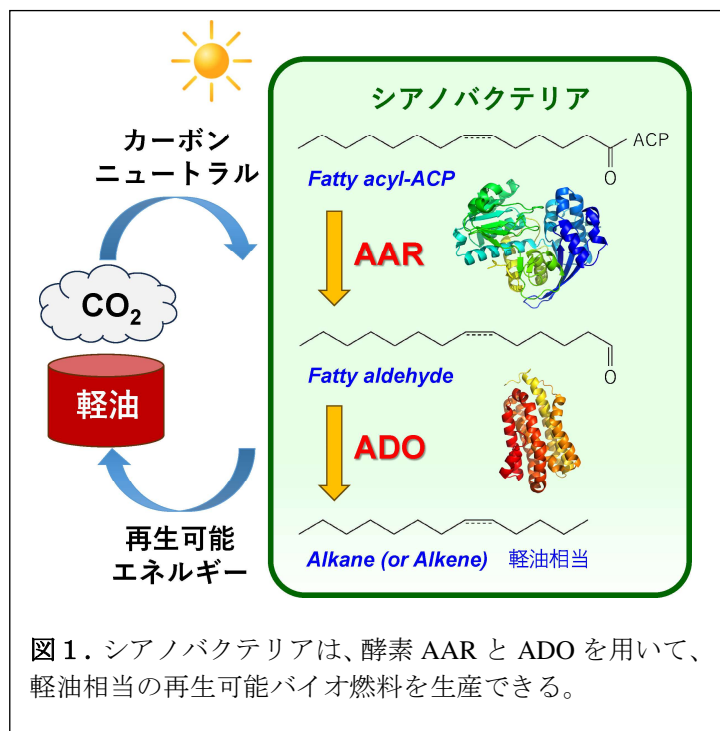 シアノバクテリア
カーボン
ニュートラル
ACP
O
Fatty acyl-ACP
AAR
CO2
軽油
Fatty aldehyde
O
ADO
再生可能
エネルギー
Alkane (or Alkene) 軽油相当
図1. シアノバクテリアは、酵素 AAR と ADO を用いて、
軽油相当の再生可能バイオ燃料を生産できる。